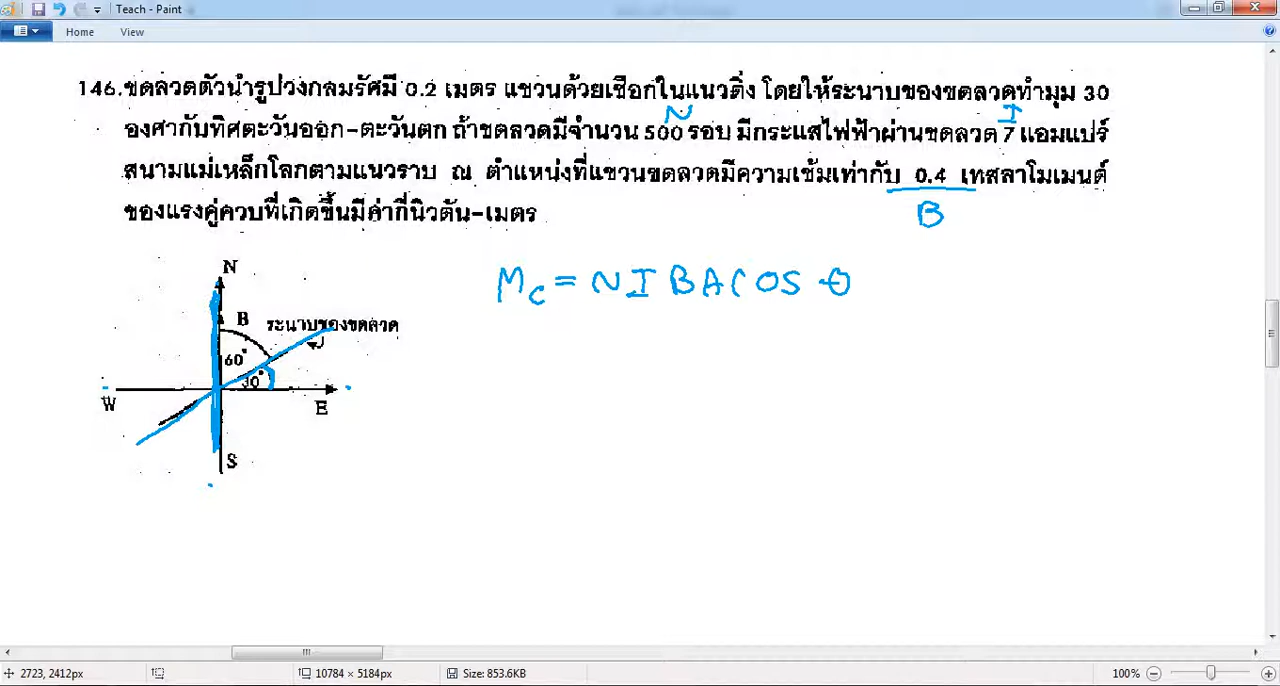 Teach - Paint
Home View
146.ขดลวดตัวนำรูปวงกลมรัศมี 0.2 เมตร แขวนด้วยเชือกในแนวดิ่ง โดยให้ระนาบของขดลวดทำมุม 30
N I
องศากับทิศตะวันออก-ตะวันตก ถ้าขดลวดมีจำนวน 500 รอบ มีกระแสไฟฟ้าผ่านขดลวด 7 แอมแปร์
สนามแม่เหล็กโลกตามแนวราบ ณ ตำแหน่งที่แขวนขดลวดมีความเข้มเท่ากับ 0.4 เทสลาโมเมนต์
ของแรงคู่ควบที่เกิดขึ้นมีค่ากี่นิวตัน-เมตร
B
N
Mc = NIBA COS θ
B ระนาบของขดลวด
60°
30°
W E
S
2723, 2412px 10784 × 5184px Size: 853.6KB 100%